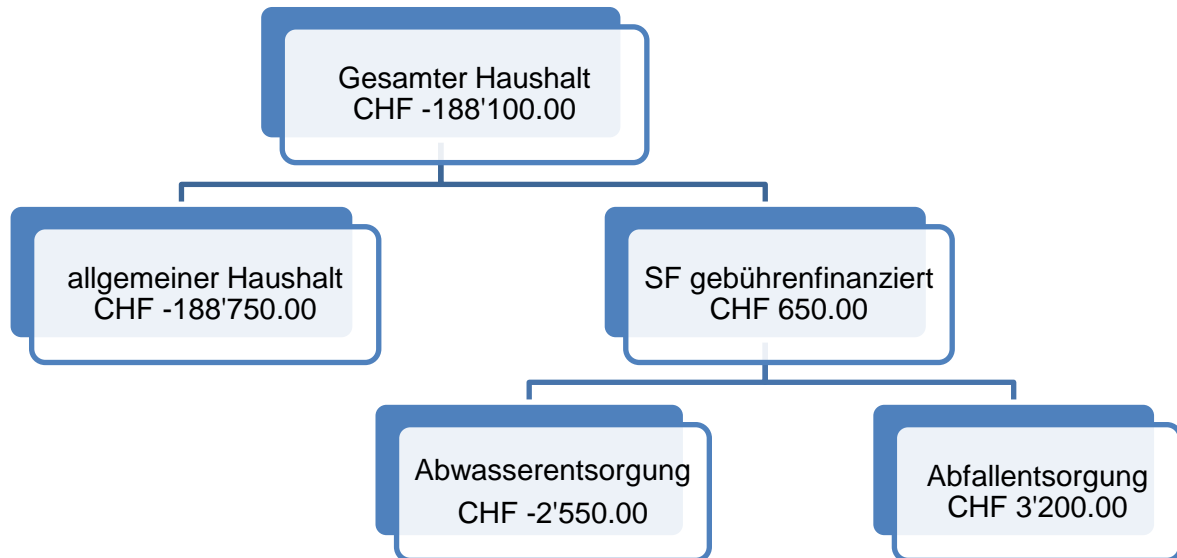 Gesamter Haushalt
CHF -188'100.00
allgemeiner Haushalt
CHF -188'750.00
SF gebührenfinanziert
CHF 650.00
Abwasserentsorgung
CHF -2'550.00
Abfallentsorgung
CHF 3'200.00